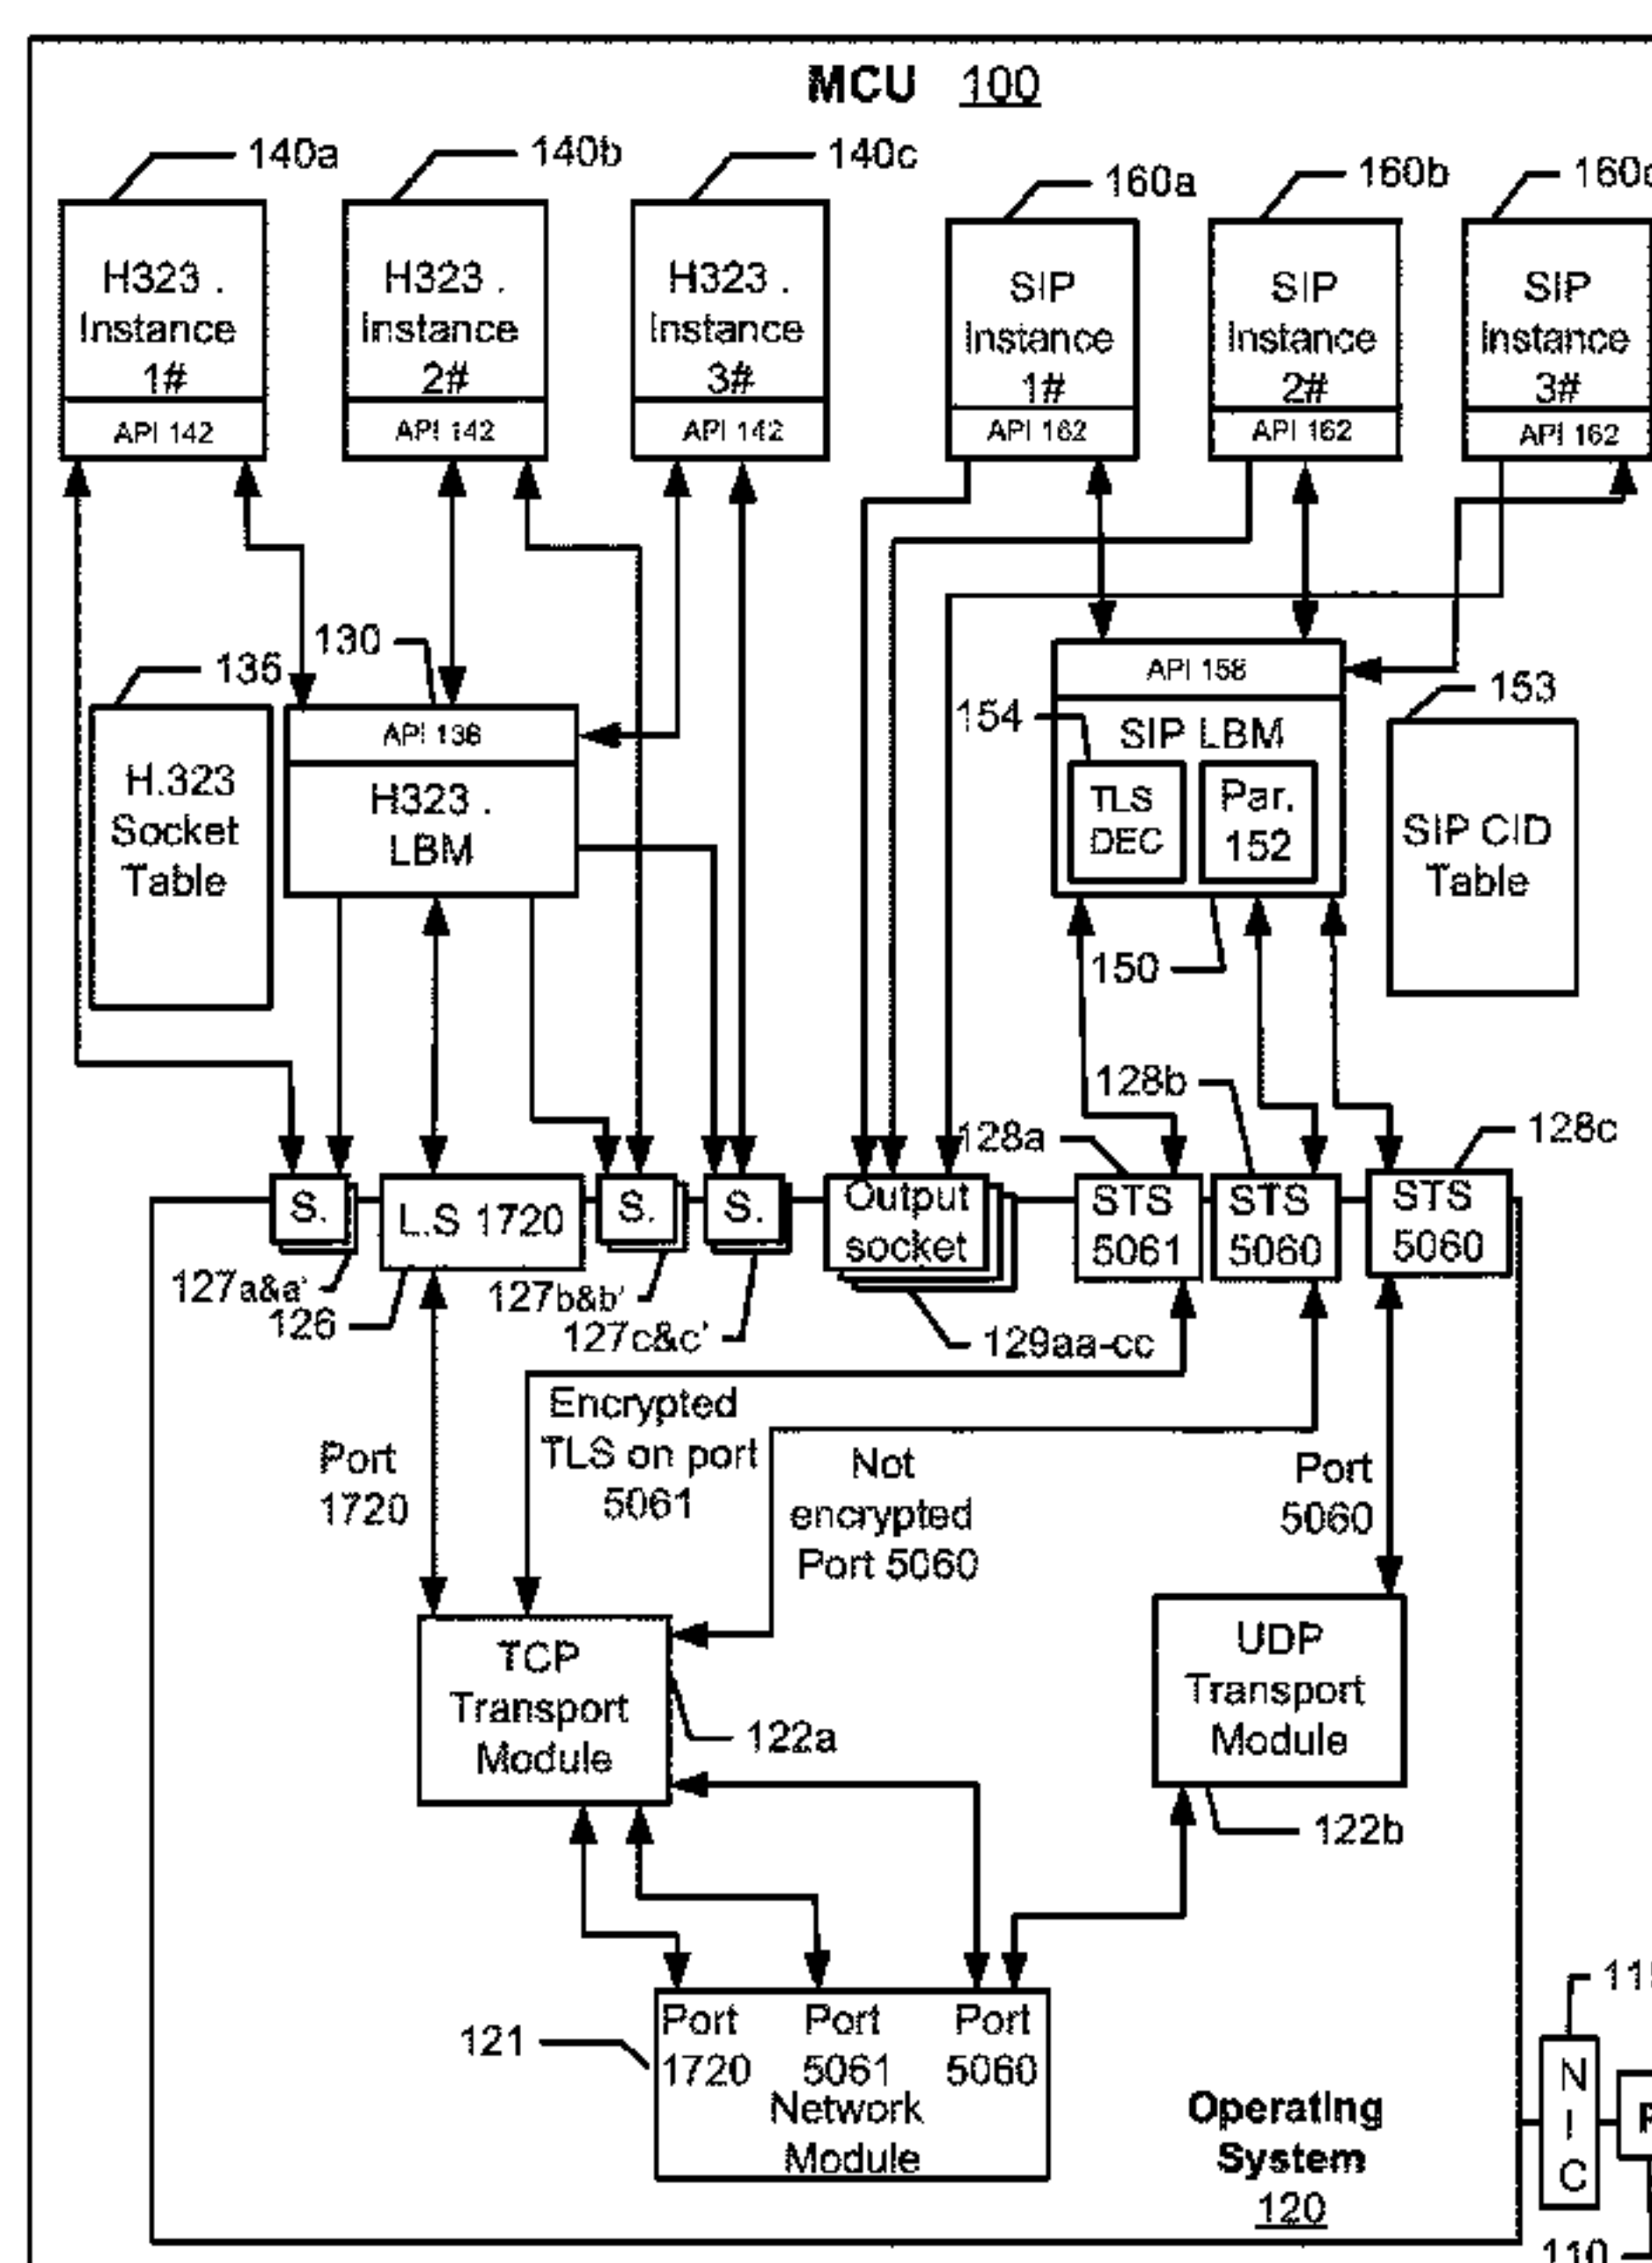 MCU 100
140a
140b
140c
160a
160b
H323 .
Instance
1#
API 142
H323 .
Instance
2#
API 142
H323 .
Instance
3#
API 142
SIP
Instance
1#
API 162
SIP
Instance
2#
API 162
SIP
Instance
3#
API 162
130
136
API 136
H323 .
LBM
H.323
Socket
Table
API 158
154
SIP LBM
TLS
DEC
Par.
152
153
SIP CID
Table
150
128a
128b
128c
S.
L.S 1720
S.
S.
Output
socket
STS
5061
STS
5060
STS
5060
127a&a'
126
127b&b'
127c&c'
129aa-cc
Port
1720
Encrypted
TLS on port
5061
Not
encrypted
Port 5060
Port
5060
TCP
Transport
Module
122a
UDP
Transport
Module
122b
121
Port
1720
Port
5061
Port
5060
Network
Module
Operating
System
120
N
I
C
110